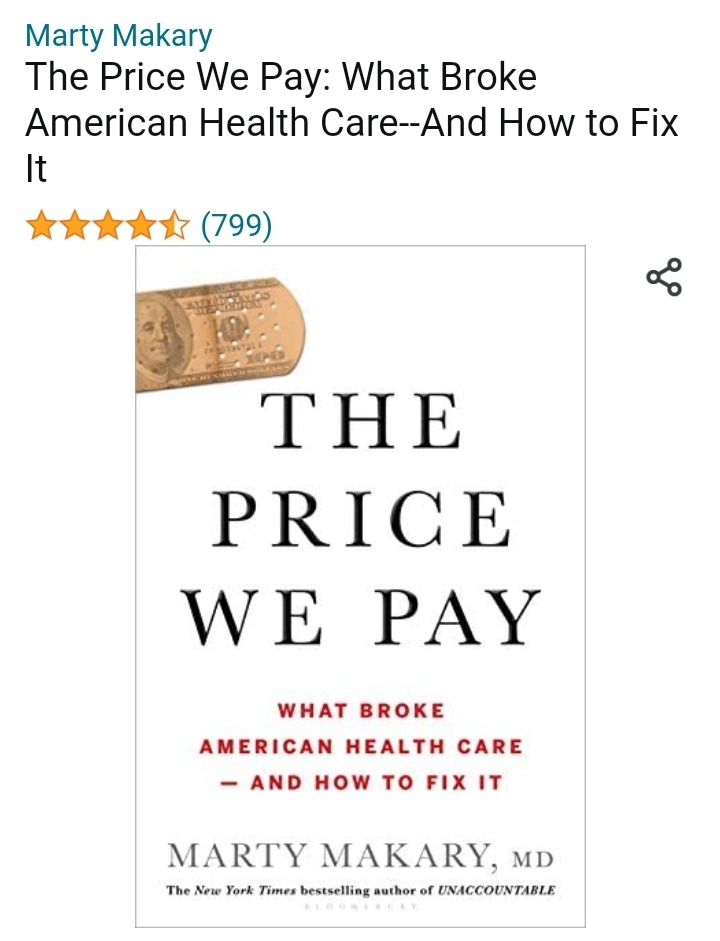 Marty Makary
The Price We Pay: What Broke
American Health Care--And How to Fix
It
(799)
THE
PRICE
WE PAY
WHAT BROKE
AMERICAN HEALTH CARE
— AND HOW TO FIX IT
MARTY MAKARY, MD
The New York Times bestselling author of UNACCOUNTABLE
BLOOMSBURY